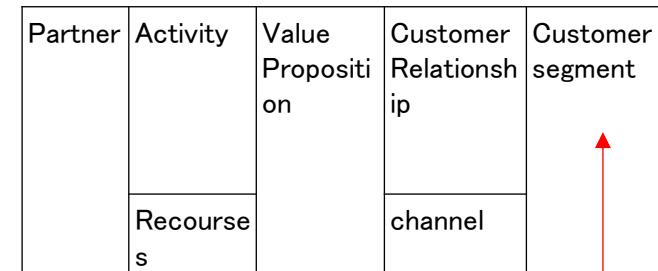 Partner
Activity
Value
Propositi
on
Customer
Relationsh
ip
Customer
segment
Recourse
s
channel